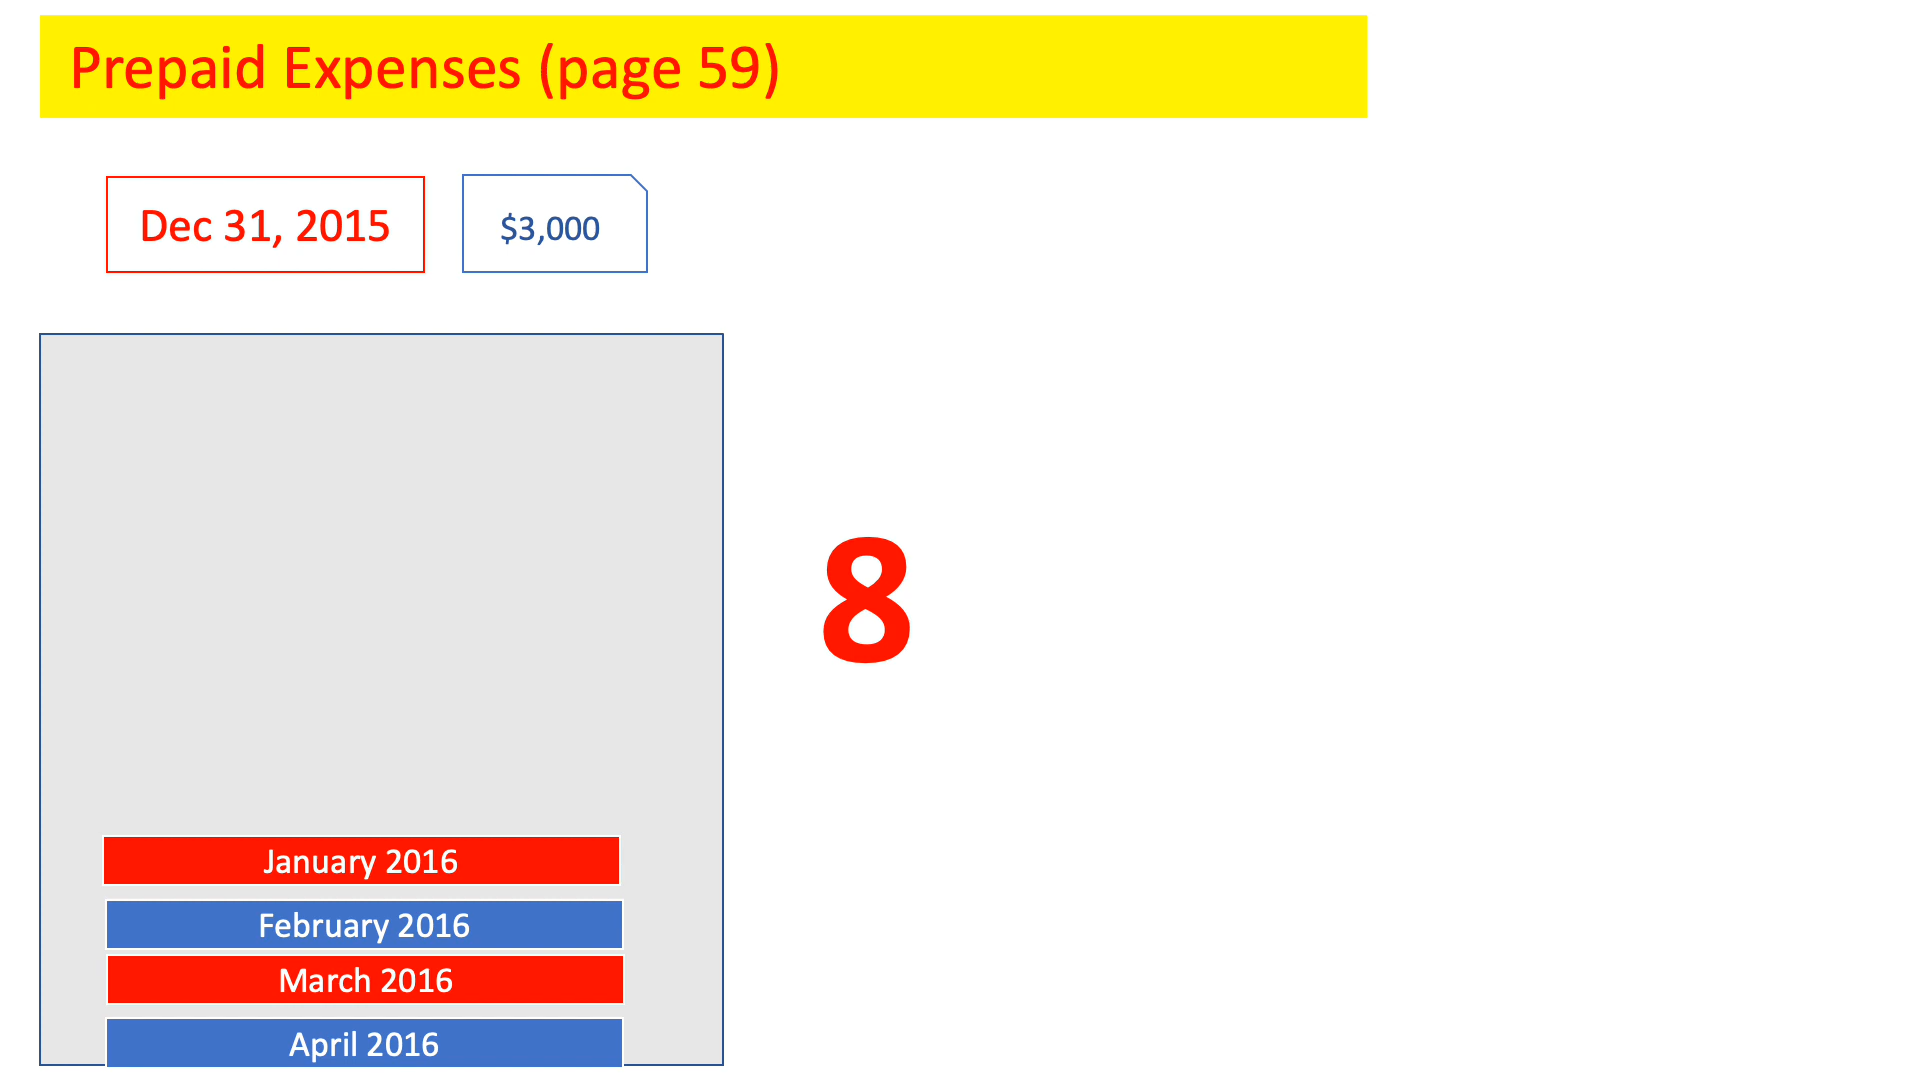 Prepaid Expenses (page 59)
Dec 31, 2015
$3,000
8
January 2016
February 2016
March 2016
April 2016